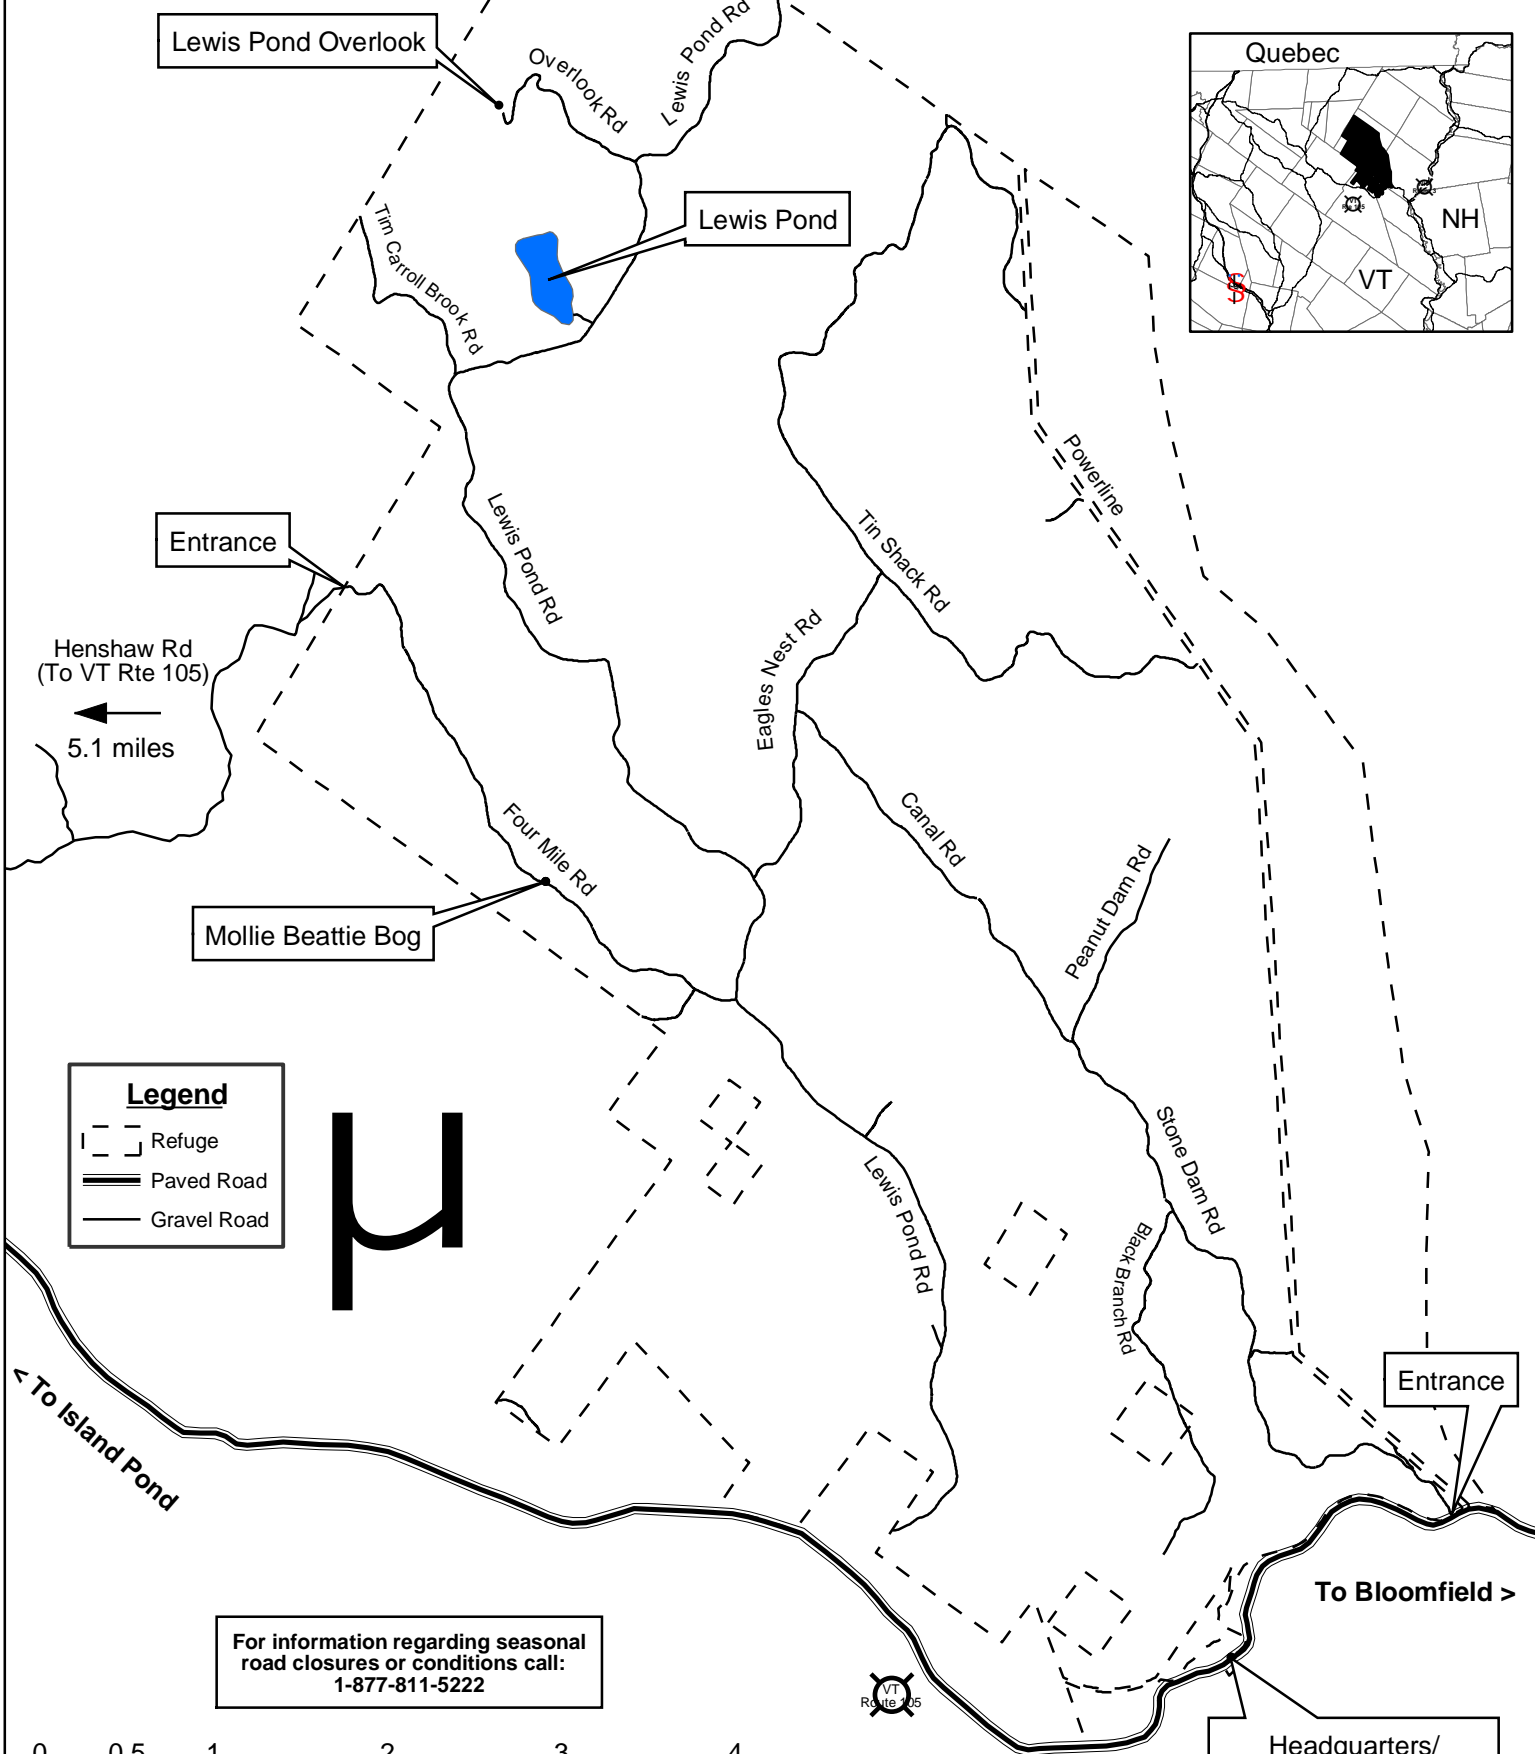 Lewis Pond Overlook
Overlook Rd
Lewis Pond Rd
Quebec
NH
VT
Lewis Pond
Tim Carroll Brook Rd
Powerline
Entrance
Lewis Pond Rd
Tin Shack Rd
Henshaw Rd
(To VT Rte 105)
5.1 miles
Eagles Nest Rd
Four Mile Rd
Canal Rd
Peanut Dam Rd
Mollie Beattie Bog
Legend
Refuge
Paved Road
Gravel Road
µ
Stone Dam Rd
Lewis Pond Rd
Black Branch Rd
Entrance
< To Island Pond
To Bloomfield >
For information regarding seasonal
road closures or conditions call:
1-877-811-5222
VT
Route 105
0 0.5 1 2 3 4
Headquarters/